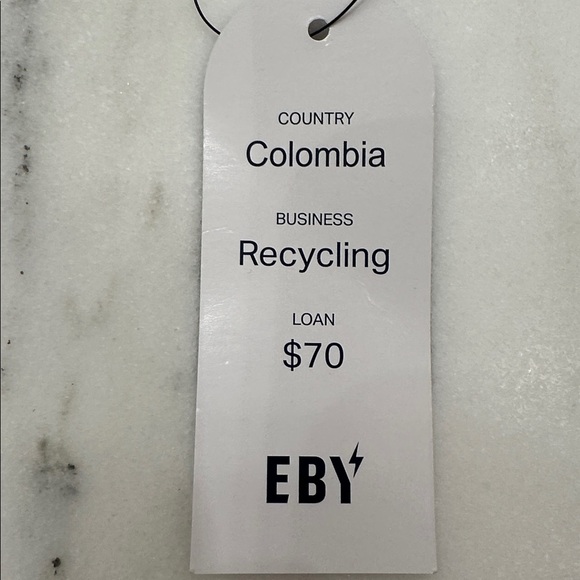 COUNTRY
Colombia
BUSINESS
Recycling
LOAN
$70
EBY